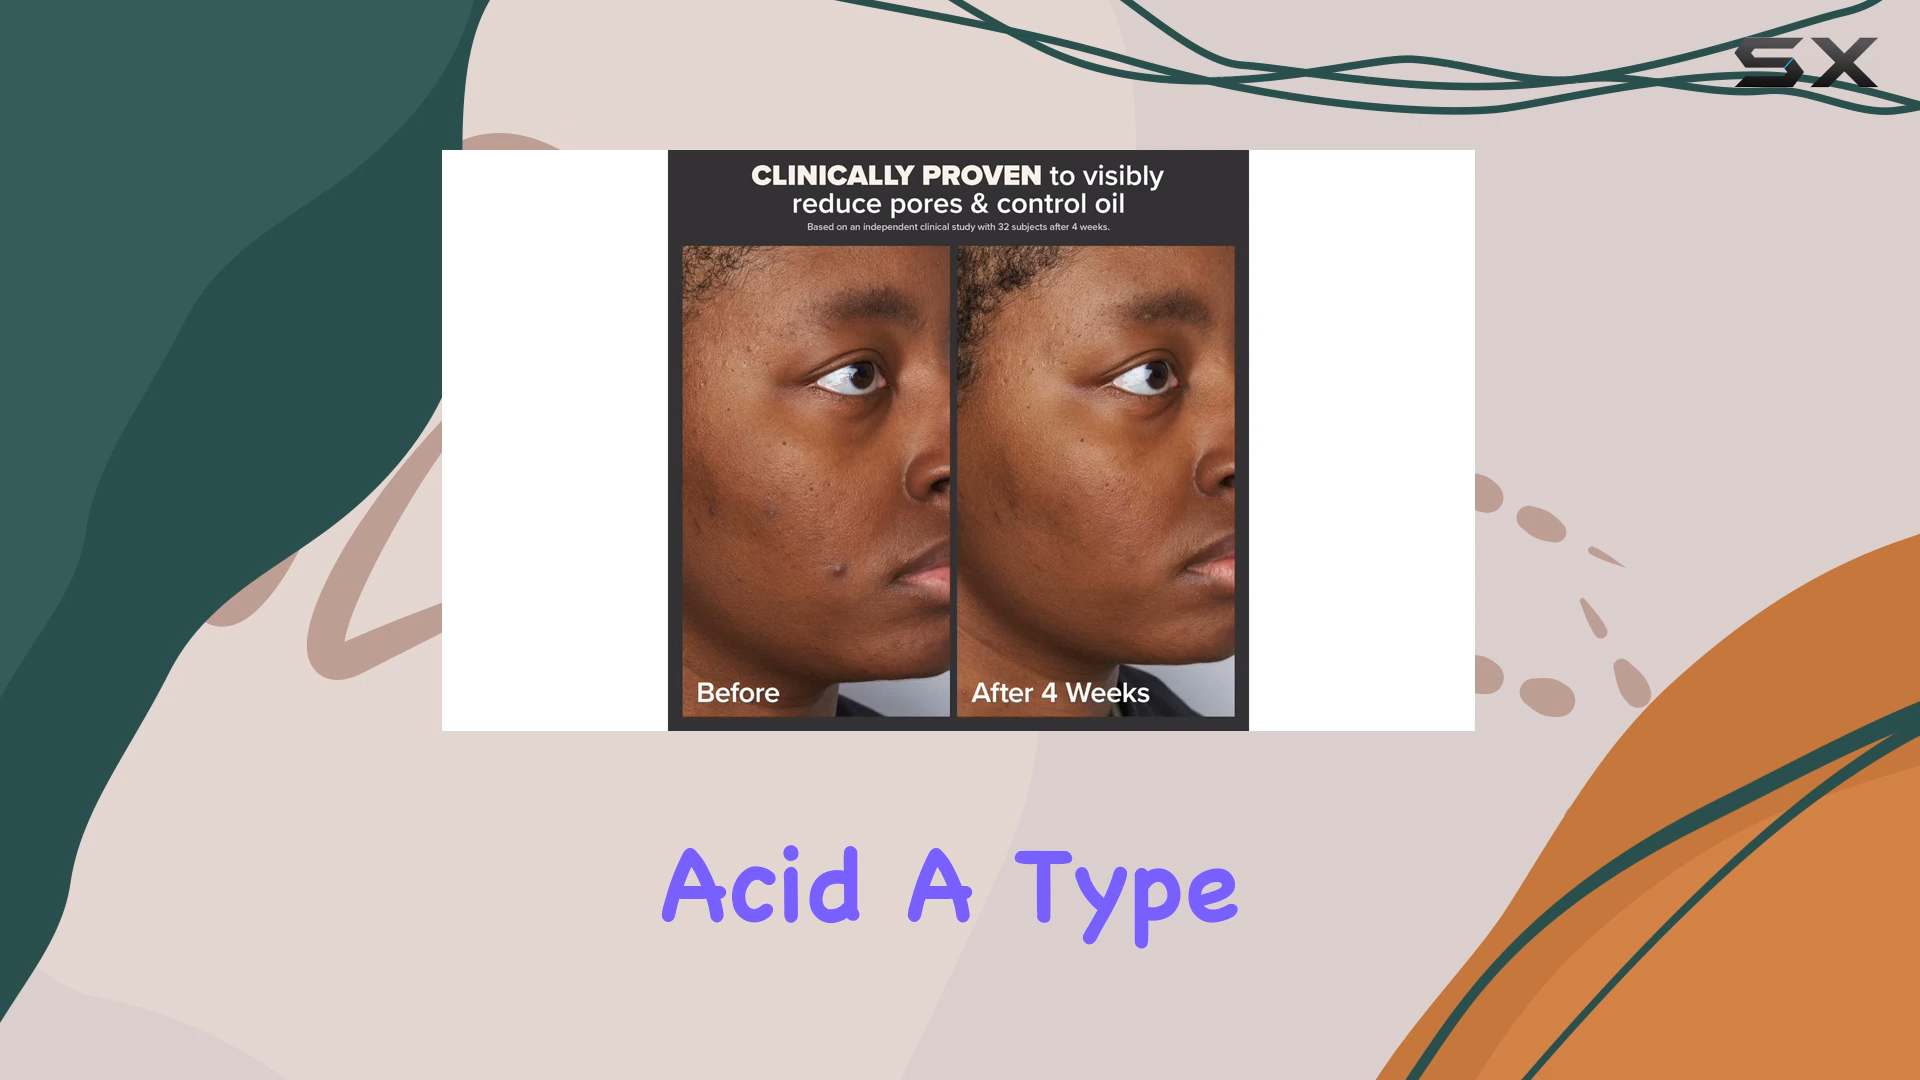 SX
CLINICALLY PROVEN to visibly
reduce pores & control oil
Based on an independent clinical study with 32 subjects after 4 weeks.
Before
After 4 Weeks
Acid A Type